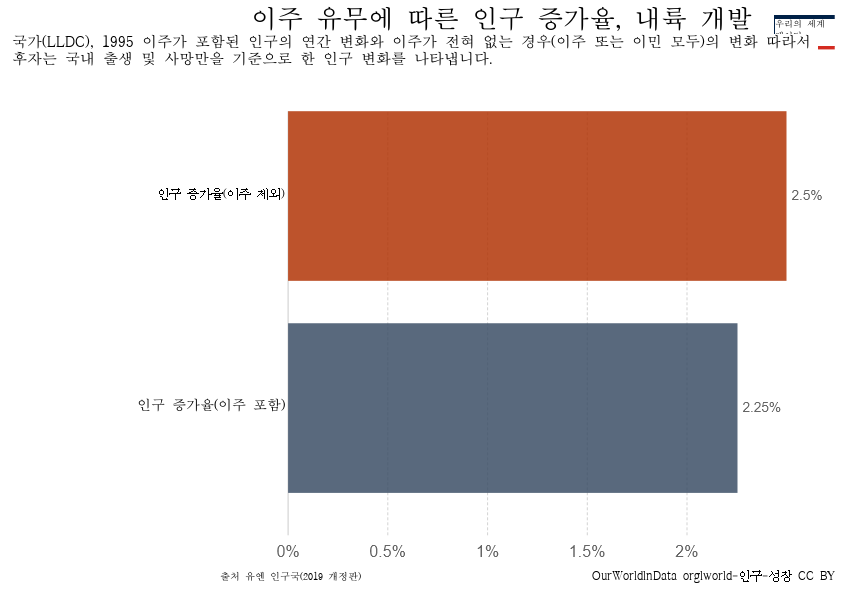 이주 유무에 따른 인구 증가율, 내륙 개발
우리의 세계
국가(LLDC), 1995 이주가 포함된 인구의 연간 변화와 이주가 전혀 없는 경우(이주 또는 이민 모두)의 변화 따라서
후자는 국내 출생 및 사망만을 기준으로 한 인구 변화를 나타냅니다.
인구 증가율(이주 제외)
2.5%
인구 증가율(이주 포함)
2.25%
0% 0.5% 1% 1.5% 2%
출처 유엔 인구국(2019 개정판)
OurWorldInData orglworld-인구-성장 CC BY